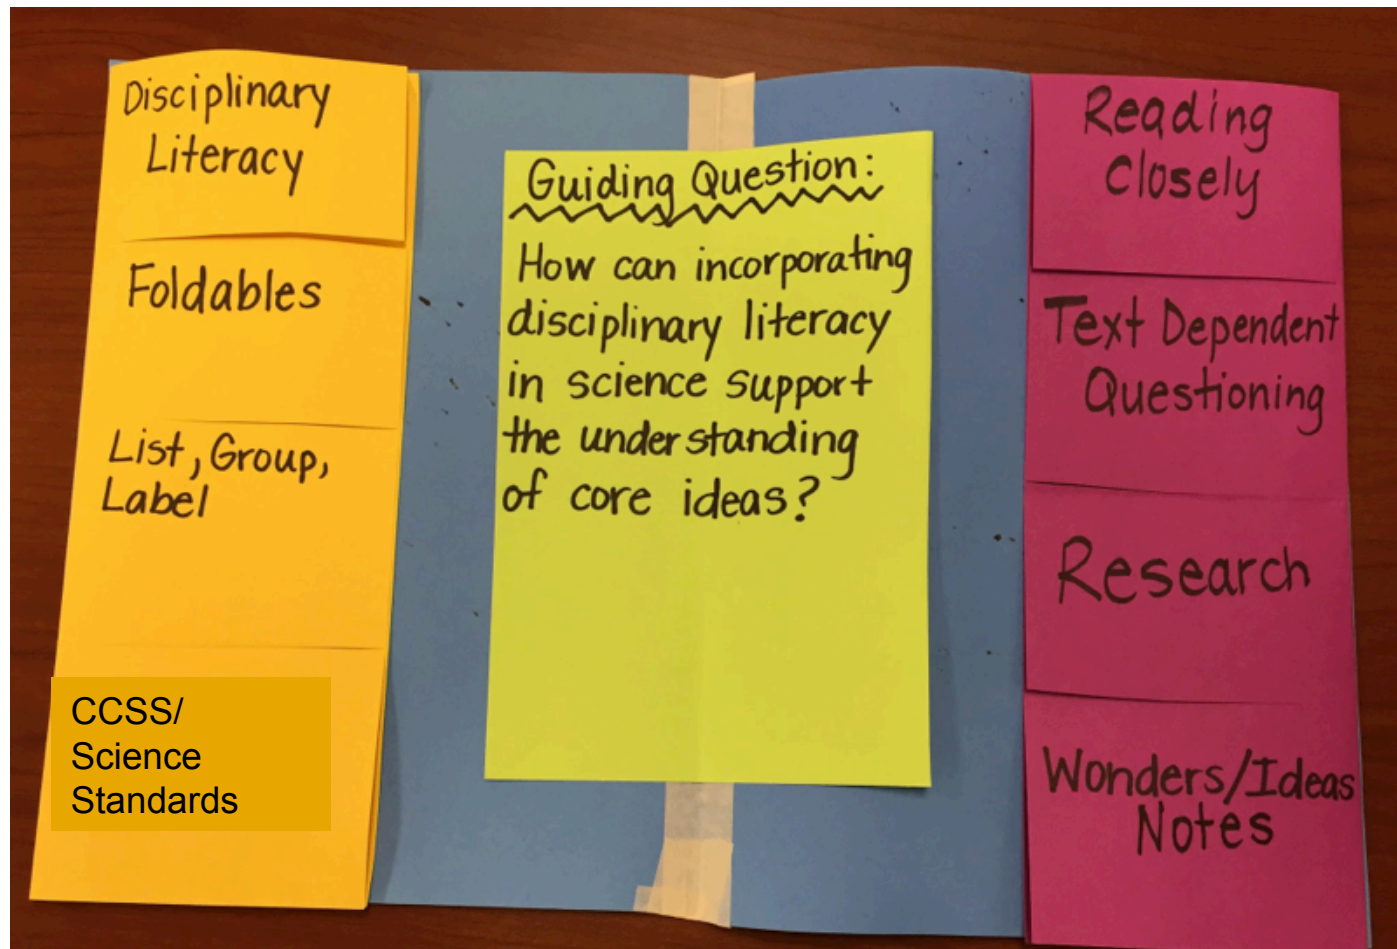 Disciplinary
Literacy
Foldables
List, Group,
Label
CCSS/
Science
Standards
Guiding Question:
How can incorporating
disciplinary literacy
in science support
the understanding
of core ideas?
Reading
Closely
Text Dependent
Questioning
Research
Wonders/Ideas
Notes